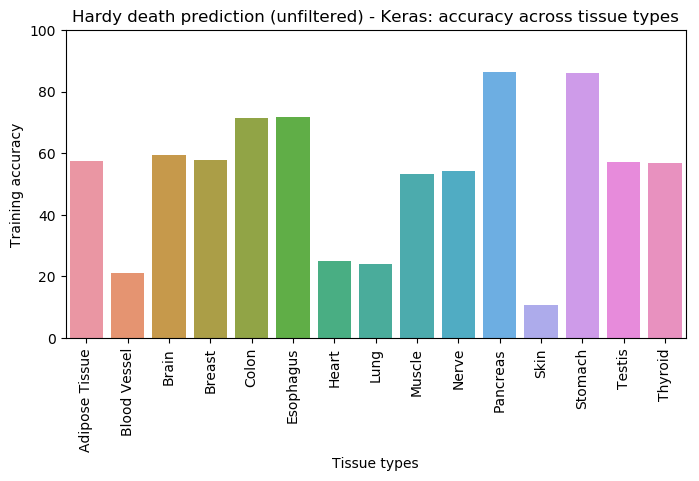 Hardy death prediction (unfiltered) - Keras: accuracy across tissue types
100
80
60
40
20
0
Training accuracy
Adipose Tissue
Blood Vessel
Brain
Breast
Colon
Esophagus
Heart
Lung
Muscle
Nerve
Pancreas
Skin
Stomach
Testis
Thyroid
Tissue types